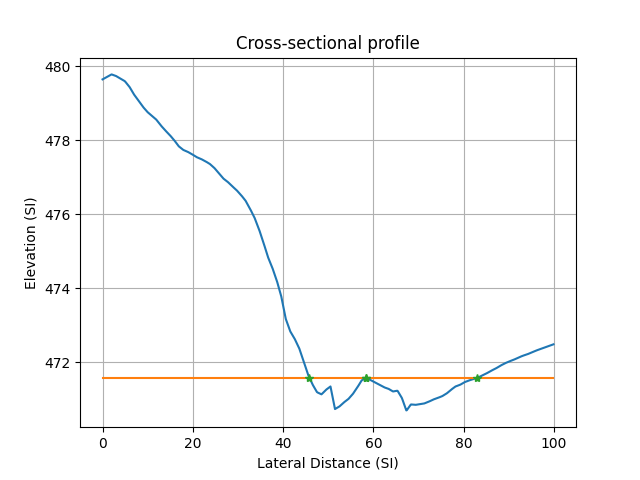 Cross-sectional profile
480
478
476
474
472
Elevation (SI)
0 20 40 60 80 100
Lateral Distance (SI)